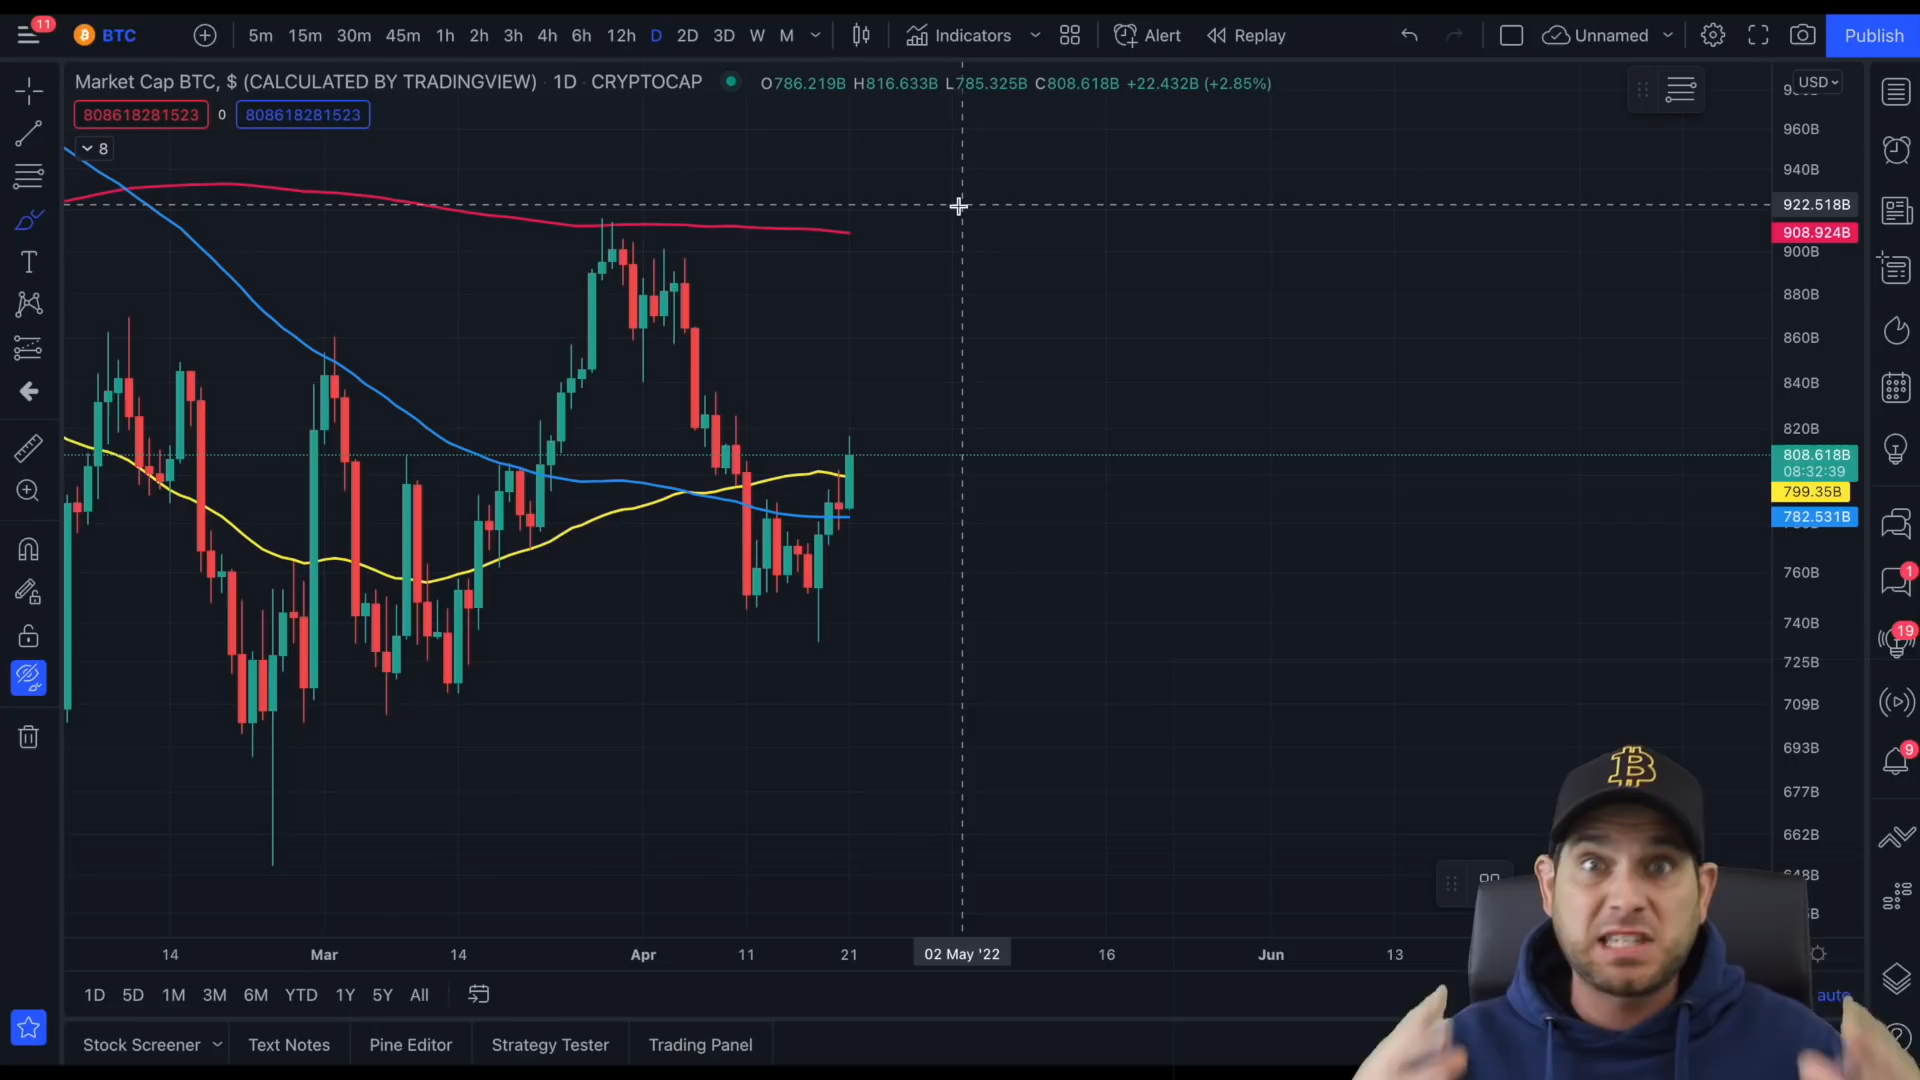 11 BTC 5m 15m 30m 45m 1h 2h 3h 4h 6h 12h D 2D 3D W M Indicators Alert Replay Unnamed Publish
Market Cap BTC, $ (CALCULATED BY TRADINGVIEW) · 1D · CRYPTOCAP O786.219B H816.633B L785.325B C808.618B +22.432B (+2.85%)
USD
808618281523 0 808618281523
8
960B
940B
922.518B
908.924B
900B
880B
860B
840B
820B
808.618B
08:32:39
799.35B
782.531B
760B
1
740B
19
725B
709B
693B
9
677B
662B
14 Mar 14 Apr 11 21 02 May '22 16 Jun 13
1D 5D 1M 3M 6M YTD 1Y 5Y All
auto
Stock Screener Text Notes Pine Editor Strategy Tester Trading Panel